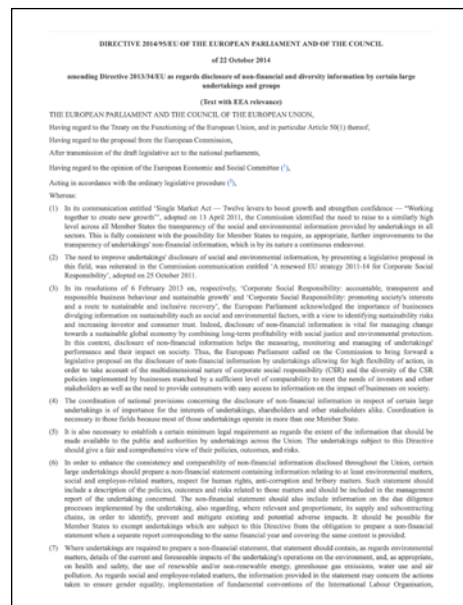 DIRECTIVE 2014/95/EU OF THE EUROPEAN PARLIAMENT AND OF THE COUNCIL
of 22 October 2014
amending Directive 2013/34/EU as regards disclosure of non-financial and diversity information by certain large
undertakings and groups
(Text with EEA relevance)
THE EUROPEAN PARLIAMENT AND THE COUNCIL OF THE EUROPEAN UNION,
Having regard to the Treaty on the Functioning of the European Union, and in particular Article 50(1) thereof,
Having regard to the proposal from the European Commission,
After transmission of the draft legislative act to the national parliaments,
Having regard to the opinion of the European Economic and Social Committee (1),
Acting in accordance with the ordinary legislative procedure (2),
Whereas:
(1) In its communication entitled ‘Single Market Act — Twelve levers to boost growth and strengthen confidence — “Working
together to create new growth”’, adopted on 13 April 2011, the Commission identified the need to raise to a similarly high
level across all Member States the transparency of the social and environmental information provided by undertakings in all
sectors. This is fully consistent with the possibility for Member States to require, as appropriate, further improvements to the
transparency of undertakings' non-financial information, which is by its nature a continuous endeavour.
(2) The need to improve undertakings' disclosure of social and environmental information, by presenting a legislative proposal in
this field, was reiterated in the Commission communication entitled ‘A renewed EU strategy 2011-14 for Corporate Social
Responsibility’, adopted on 25 October 2011.
(3) In its resolutions of 6 February 2013 on, respectively, ‘Corporate Social Responsibility: accountable, transparent and
responsible business behaviour and sustainable growth’ and ‘Corporate Social Responsibility: promoting society's interests
and a route to sustainable and inclusive recovery’, the European Parliament acknowledged the importance of businesses
divulging information on sustainability such as social and environmental factors, with a view to identifying sustainability risks
and increasing investor and consumer trust. Indeed, disclosure of non-financial information is vital for managing change
towards a sustainable global economy by combining long-term profitability with social justice and environmental protection.
In this context, disclosure of non-financial information helps the measuring, monitoring and managing of undertakings'
performance and their impact on society. Thus, the European Parliament called on the Commission to bring forward a
legislative proposal on the disclosure of non-financial information by undertakings allowing for high flexibility of action, in
order to take account of the multidimensional nature of corporate social responsibility (CSR) and the diversity of the CSR
policies implemented by businesses matched by a sufficient level of comparability to meet the needs of investors and other
stakeholders as well as the need to provide consumers with easy access to information on the impact of businesses on society.
(4) The coordination of national provisions concerning the disclosure of non-financial information in respect of certain large
undertakings is of importance for the interests of undertakings, shareholders and other stakeholders alike. Coordination is
necessary in those fields because most of those undertakings operate in more than one Member State.
(5) It is also necessary to establish a certain minimum legal requirement as regards the extent of the information that should be
made available to the public and authorities by undertakings across the Union. The undertakings subject to this Directive
should give a fair and comprehensive view of their policies, outcomes, and risks.
(6) In order to enhance the consistency and comparability of non-financial information disclosed throughout the Union, certain
large undertakings should prepare a non-financial statement containing information relating to at least environmental matters,
social and employee-related matters, respect for human rights, anti-corruption and bribery matters. Such statement should
include a description of the policies, outcomes and risks related to those matters and should be included in the management
report of the undertaking concerned. The non-financial statement should also include information on the due diligence
processes implemented by the undertaking, also regarding, where relevant and proportionate, its supply and subcontracting
chains, in order to identify, prevent and mitigate existing and potential adverse impacts. It should be possible for
Member States to exempt undertakings which are subject to this Directive from the obligation to prepare a non-financial
statement when a separate report corresponding to the same financial year and covering the same content is provided.
(7) Where undertakings are required to prepare a non-financial statement, that statement should contain, as regards environmental
matters, details of the current and foreseeable impacts of the undertaking's operations on the environment, and, as appropriate,
on health and safety, the use of renewable and/or non-renewable energy, greenhouse gas emissions, water use and air
pollution. As regards social and employee-related matters, the information provided in the statement may concern the actions
taken to ensure gender equality, implementation of fundamental conventions of the International Labour Organisation,